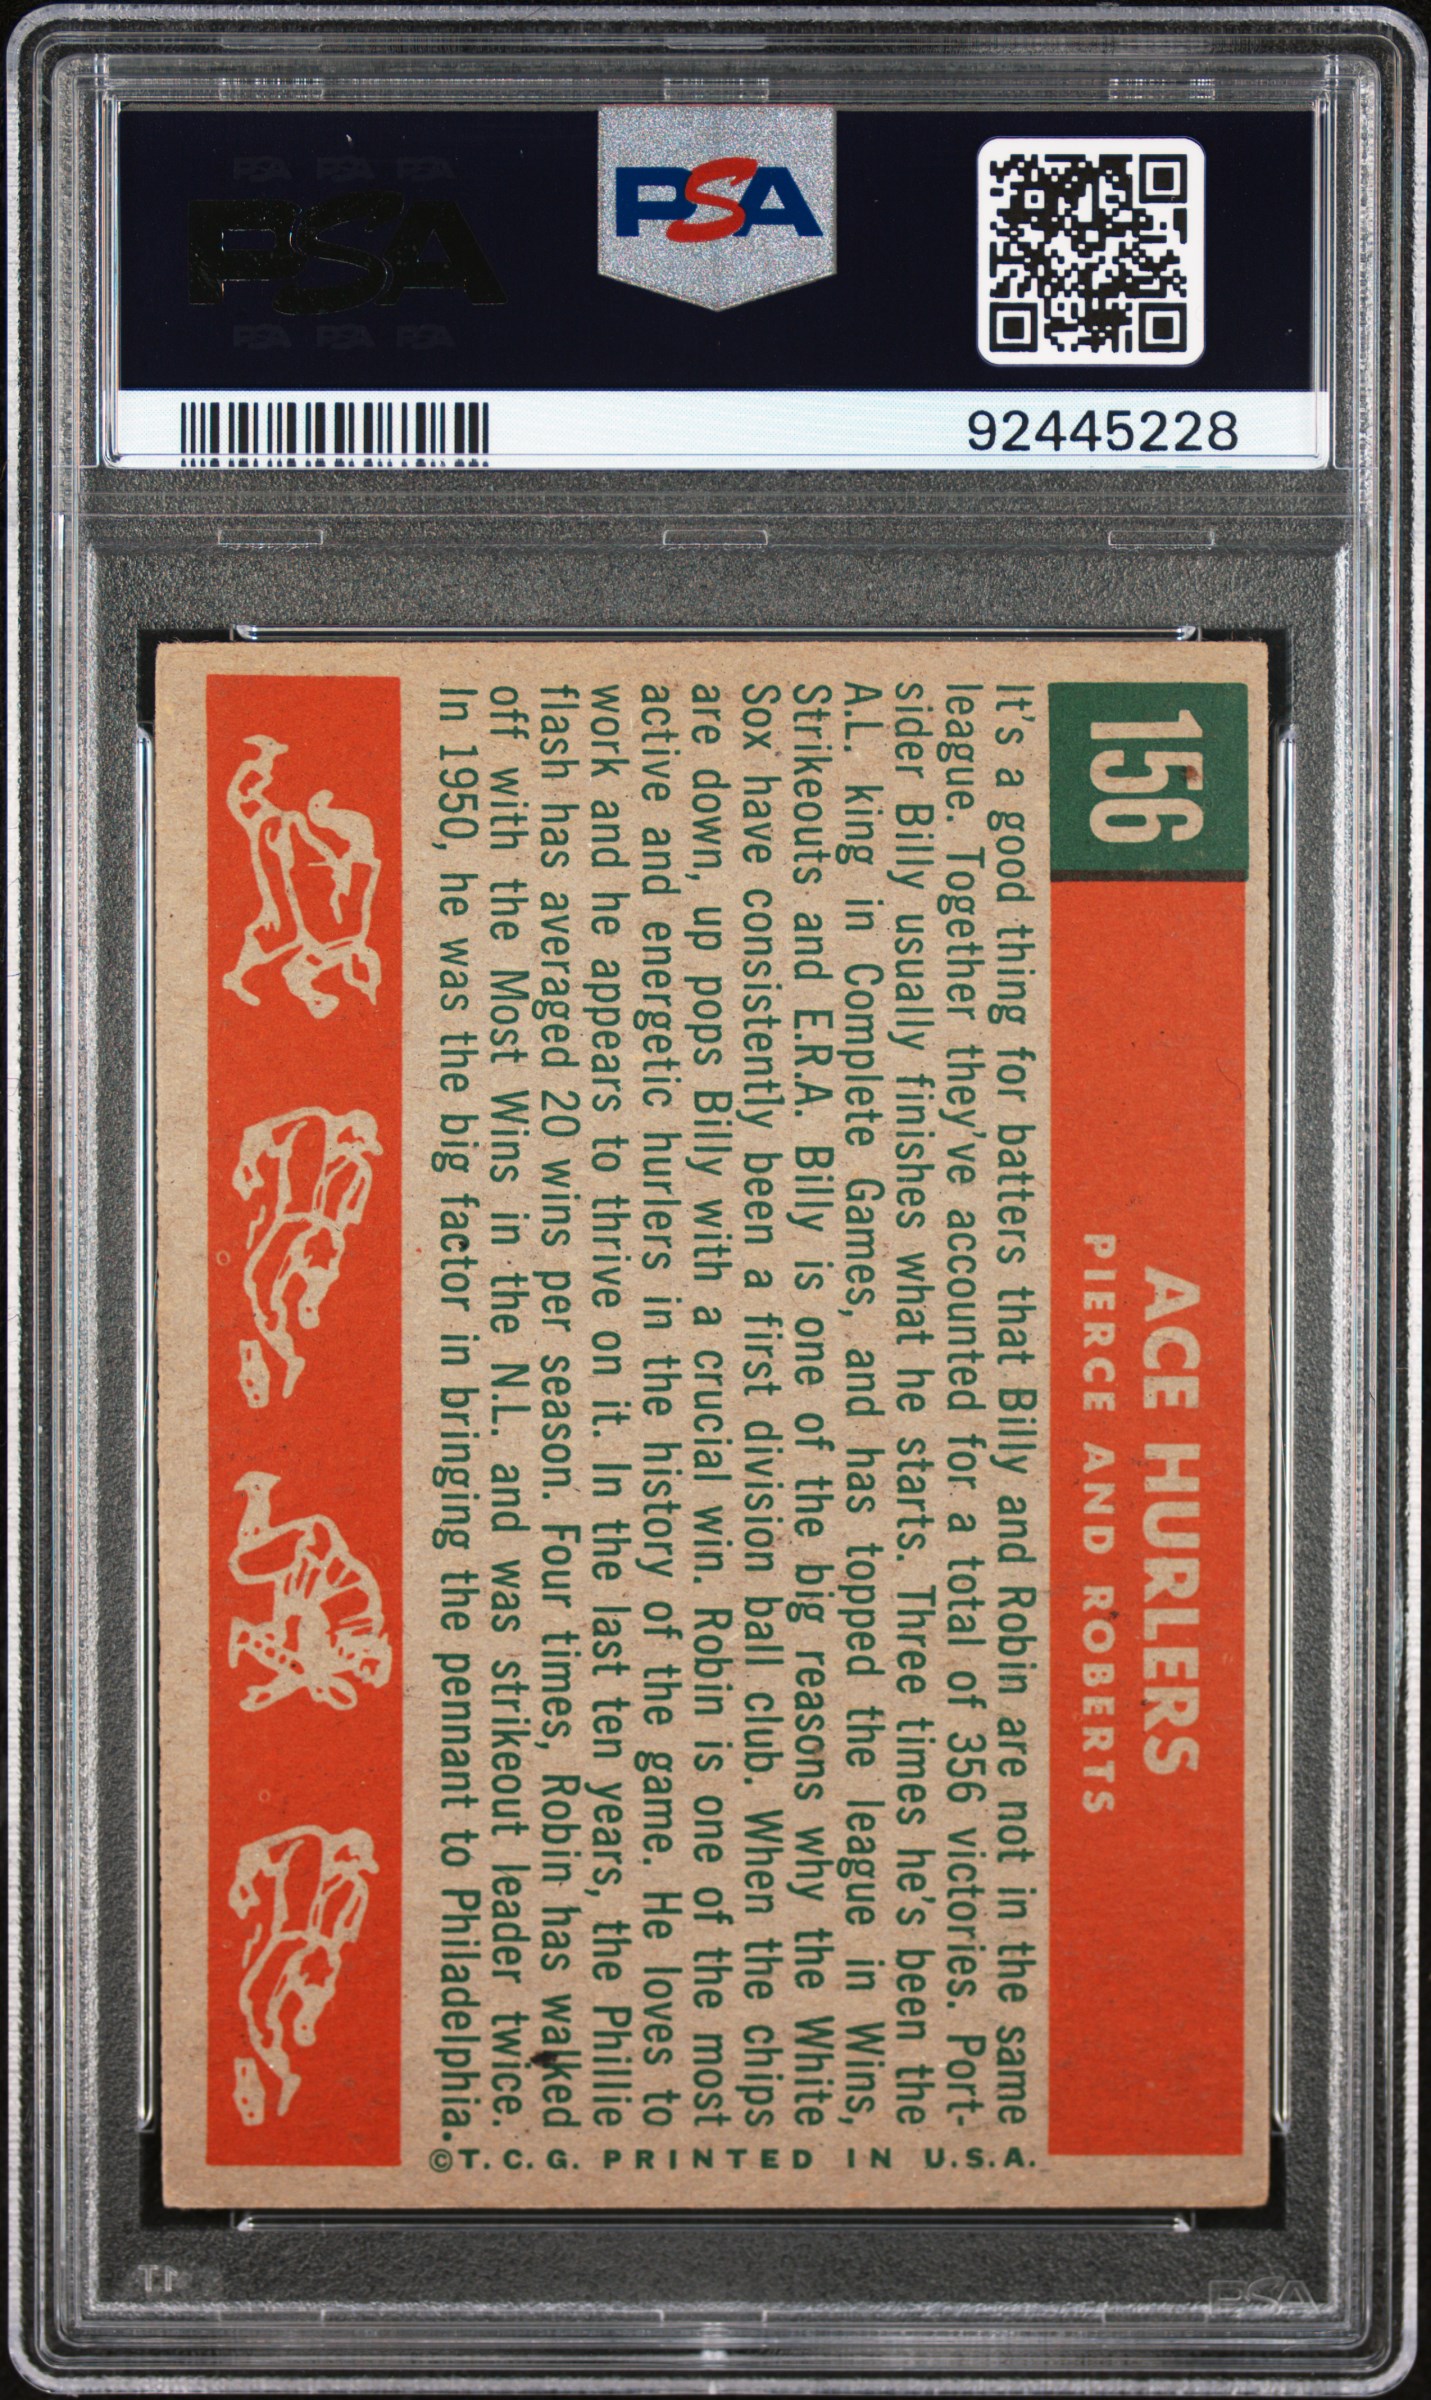 PSA PSA PSA
PSA
PSA PSA PSA
PSA
92445228
156
ACE HURLERS
PIERCE AND ROBERTS
It's a good thing for batters that Billy and Robin are not in the same
league. Together they've accounted for a total of 356 victories. Port-
sider Billy usually finishes what he starts. Three times he's been the
A.L. king in Complete Games, and has topped the league in Wins,
Strikeouts and E.R.A. Billy is one of the big reasons why the White
Sox have consistently been a first division ball club. When the chips
are down, up pops Billy with a crucial win. Robin is one of the most
active and energetic hurlers in the history of the game. He loves to
work and he appears to thrive on it. In the last ten years, the Phillie
flash has averaged 20 wins per season. Four times, Robin has walked
off with the Most Wins in the N.L. and was strikeout leader twice.
In 1950, he was the big factor in bringing the pennant to Philadelphia.
©T.C.G. PRINTED IN U.S.A.
PSA